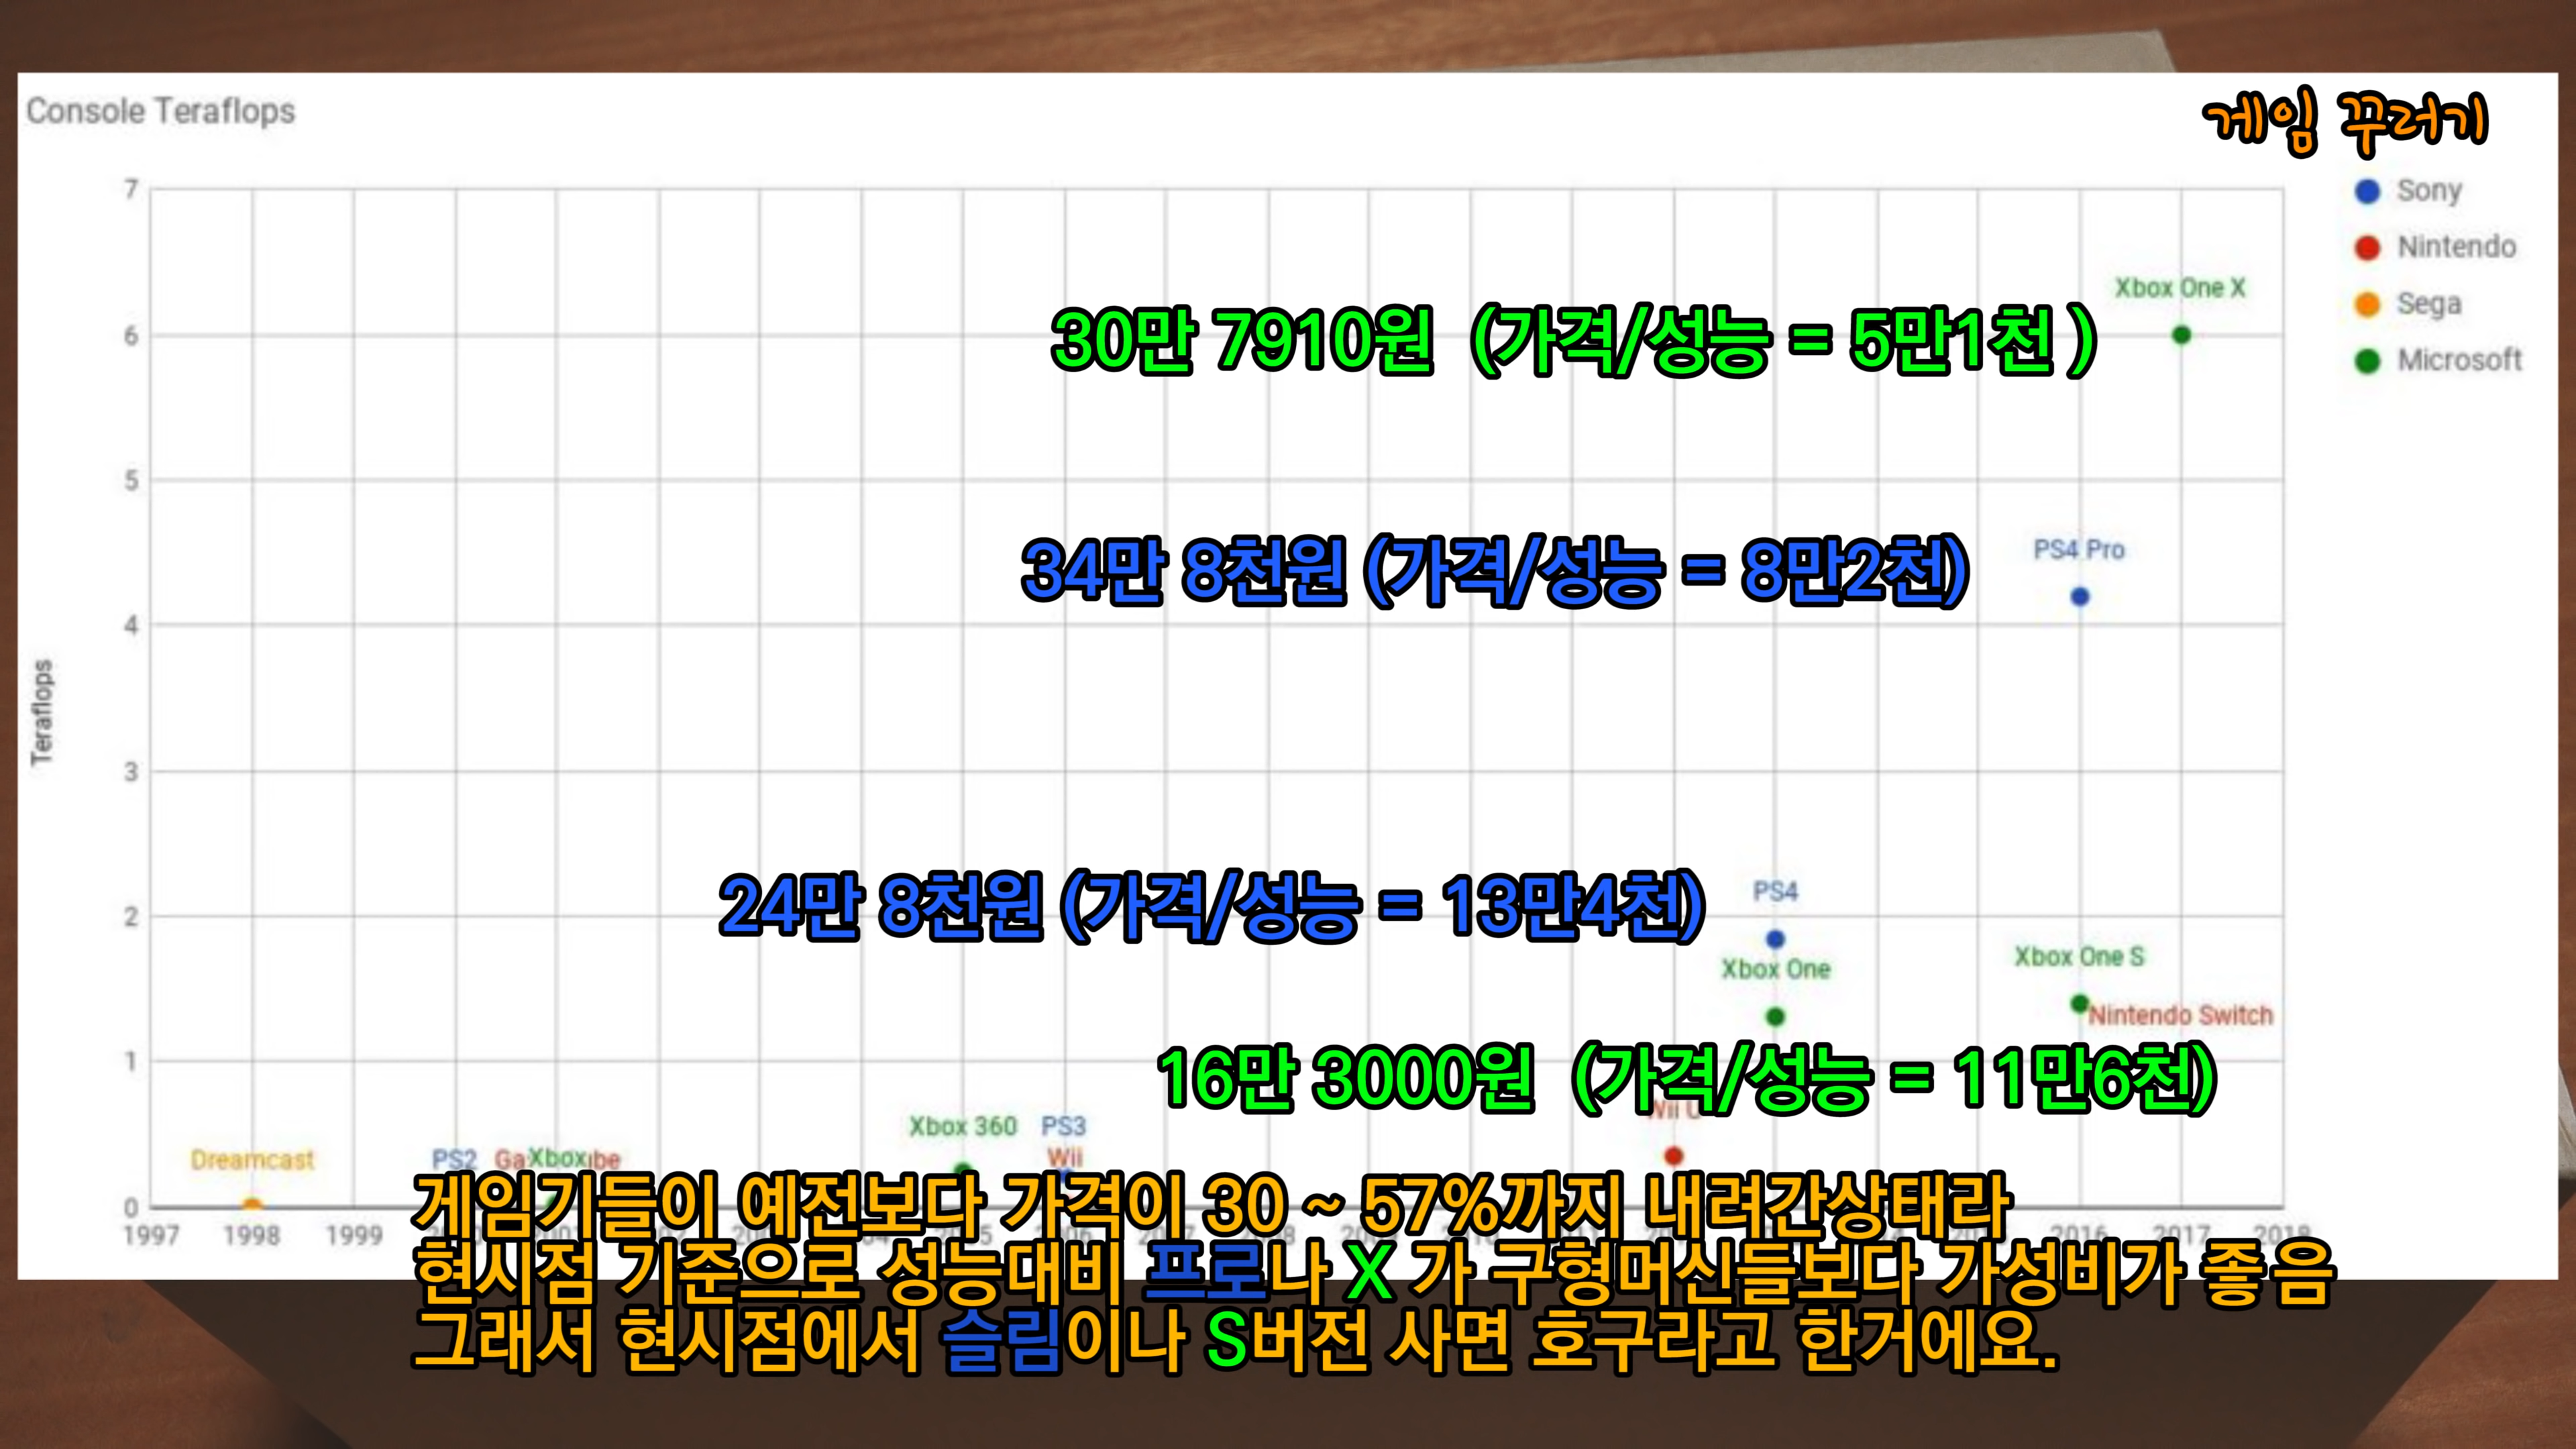 Console Teraflops
게임 꾸러기
Sony
Nintendo
Sega
Microsoft
7
6
5
4
3
2
1
0
Teraflops
Xbox One X
30만 7910원 (가격/성능 = 5만1천 )
PS4 Pro
34만 8천원 (가격/성능 = 8만2천)
PS4
24만 8천원 (가격/성능 = 13만4천)
Xbox One
Xbox One S
Nintendo Switch
16만 3000원 (가격/성능 = 11만6천)
Wii U
Xbox 360
PS3
Wii
Dreamcast
PS2
Xbox
1997 1998 1999 2016 2017 2018
게임기들이 예전보다 가격이 30 ~ 57%까지 내려간상태라
현시점 기준으로 성능대비 프로나 X 가 구형머신들보다 가성비가 좋음
그래서 현시점에서 슬림이나 S버전 사면 호구라고 한거에요.